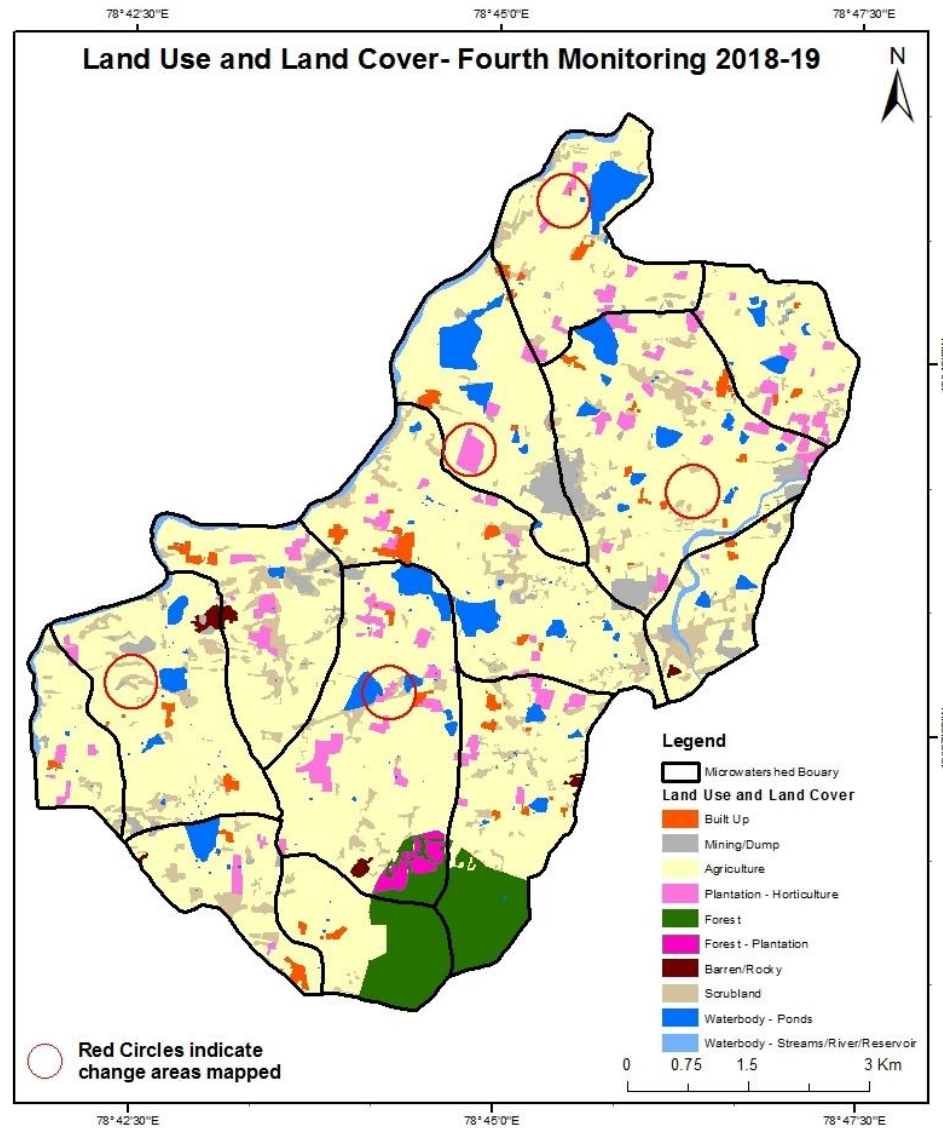 78°42'30"E 78°45'0"E 78°47'30"E
Land Use and Land Cover- Fourth Monitoring 2018-19
N
Legend
Microwatershed Bouary
Land Use and Land Cover
Built Up
Mining/Dump
Agriculture
Plantation - Horticulture
Forest
Forest - Plantation
Barren/Rocky
Scrubland
Waterbody - Ponds
Waterbody - Streams/River/Reservoir
Red Circles indicate
change areas mapped
0 0.75 1.5 3 Km
78°42'30"E 78°45'0"E 78°47'30"E